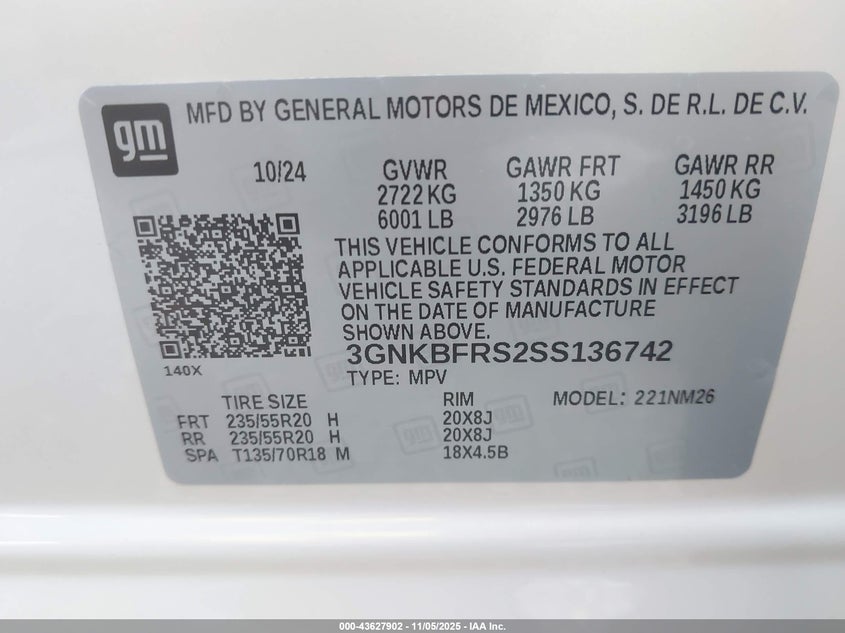 gm
MFD BY GENERAL MOTORS DE MEXICO, S. DE R.L. DE C.V.
10/24 GVWR GAWR FRT GAWR RR
2722 KG 1350 KG 1450 KG
6001 LB 2976 LB 3196 LB
THIS VEHICLE CONFORMS TO ALL
APPLICABLE U.S. FEDERAL MOTOR
VEHICLE SAFETY STANDARDS IN EFFECT
ON THE DATE OF MANUFACTURE
SHOWN ABOVE.
3GNKBFRS2SS136742
140X
TYPE: MPV
TIRE SIZE RIM MODEL: 221NM26
FRT 235/55R20 H 20X8J
RR 235/55R20 H 20X8J
SPA T135/70R18 M 18X4.5B
000-43627902 - 11/05/2025 - IAA Inc.